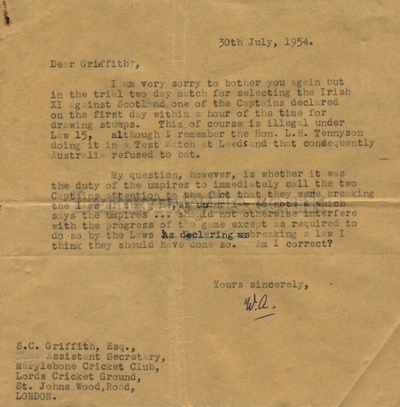 30th July, 1954.
Dear Griffith,
I am very sorry to bother you again but
in the trial two day match for selecting the Irish
XI against Scotland one of the Captains declared
on the first day within a hour of the time for
drawing stumps. This of course is illegal under
Law 15, although I remember the Hon. L.H. Tennyson
doing it in a Test Match at Leeds and that consequently
Australia refused to bat.
My question, however, is whether it was
the duty of the umpires to immediately call the two
Captains attention to the fact that they were breaking
the which
says the umpires ... should not otherwise interfere
with the progress of the game except as required to
do so by the Laws As declaring was breaking a law I
think they should have done so. Am I correct?
Yours sincerely,
W.A.
S.C. Griffith, Esq.,
Assistant Secretary,
Marylebone Cricket Club,
Lords Cricket Ground,
St. Johns Wood, Road,
LONDON.